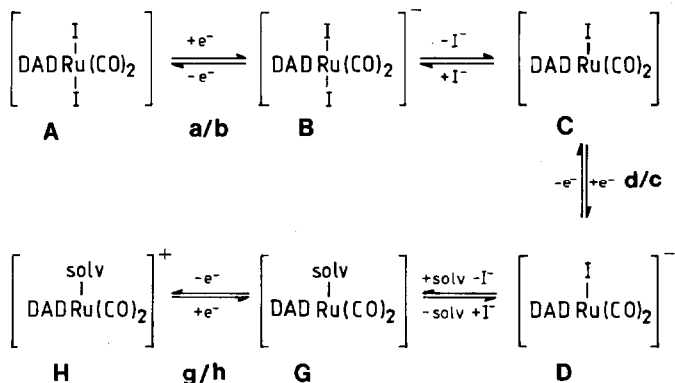 I +e⁻ I ⁻ -I⁻ I
[DAD Ru(CO)₂] [DAD Ru(CO)₂] [DAD Ru(CO)₂]
I -e⁻ I +I⁻
A a/b B C
-e⁻ +e⁻ d/c
solv + -e⁻ solv +solv -I⁻ I ⁻
[DAD Ru(CO)₂] [DAD Ru(CO)₂] [DAD Ru(CO)₂]
+e⁻ -solv +I⁻
H g/h G D